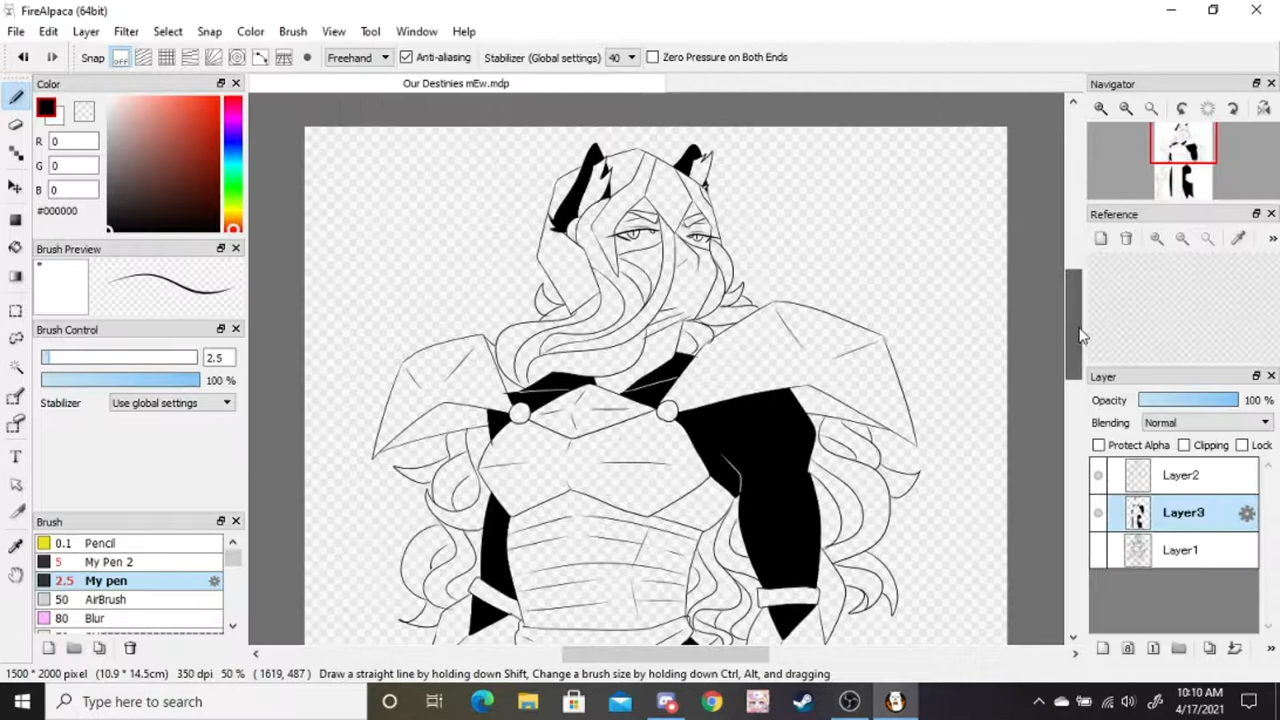 FireAlpaca (64bit)
File Edit Layer Filter Select Snap Color Brush View Tool Window Help
Snap OFF Freehand Anti-aliasing Stabilizer (Global settings) 40 Zero Pressure on Both Ends
Color
Our Destinies mEw.mdp
Navigator
R 0
G 0
B 0
#000000
Reference
Brush Preview
Brush Control
2.5
100 %
Stabilizer Use global settings
Layer
Opacity 100 %
Blending Normal
Protect Alpha Clipping Lock
Layer2
Layer3
Layer1
Brush
0.1 Pencil
5 My Pen 2
2.5 My pen
50 AirBrush
80 Blur
1500 * 2000 pixel (10.9 * 14.5cm) 350 dpi 50 % ( 1619, 487 ) Draw a straight line by holding down Shift, Change a brush size by holding down Ctrl, Alt, and dragging
Type here to search
10:10 AM
4/17/2021